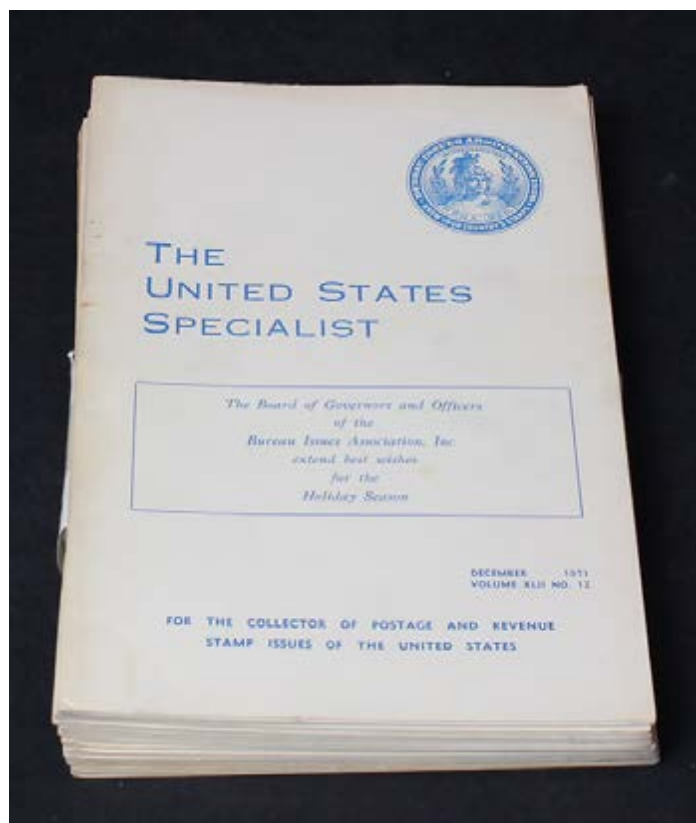 THE
UNITED STATES
SPECIALIST
The Board of Governors and Officers
of the
Bureau Issues Association, Inc
extend best wishes
for the
Holiday Season
DECEMBER 1971
VOLUME XLII NO. 12
FOR THE COLLECTOR OF POSTAGE AND REVENUE
STAMP ISSUES OF THE UNITED STATES